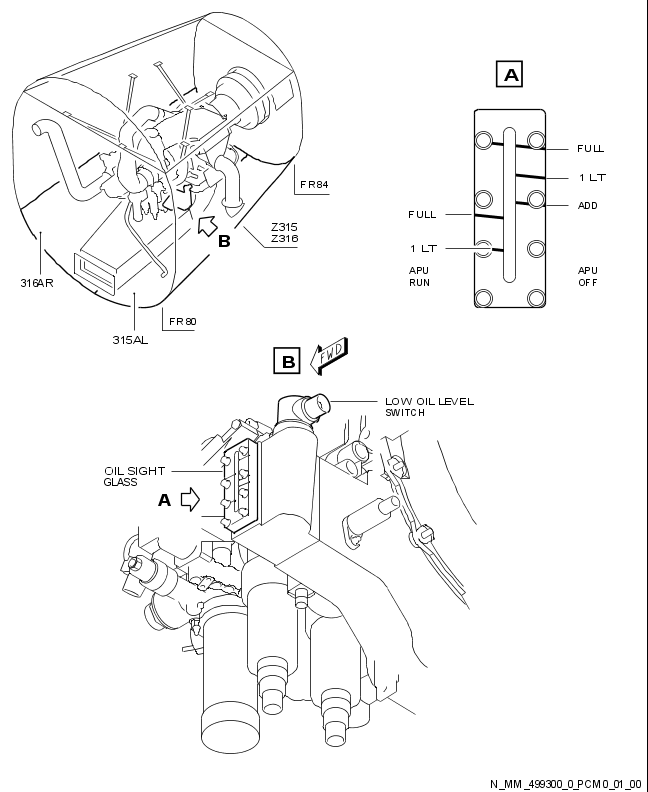 A
FULL
1 LT
ADD
FULL
1 LT
APU
RUN
APU
OFF
FR84
Z315
Z316
B
316AR
315AL
FR80
B
FWD
LOW OIL LEVEL
SWITCH
OIL SIGHT
GLASS
A
N_MM_499300_0_PCM0_01_00